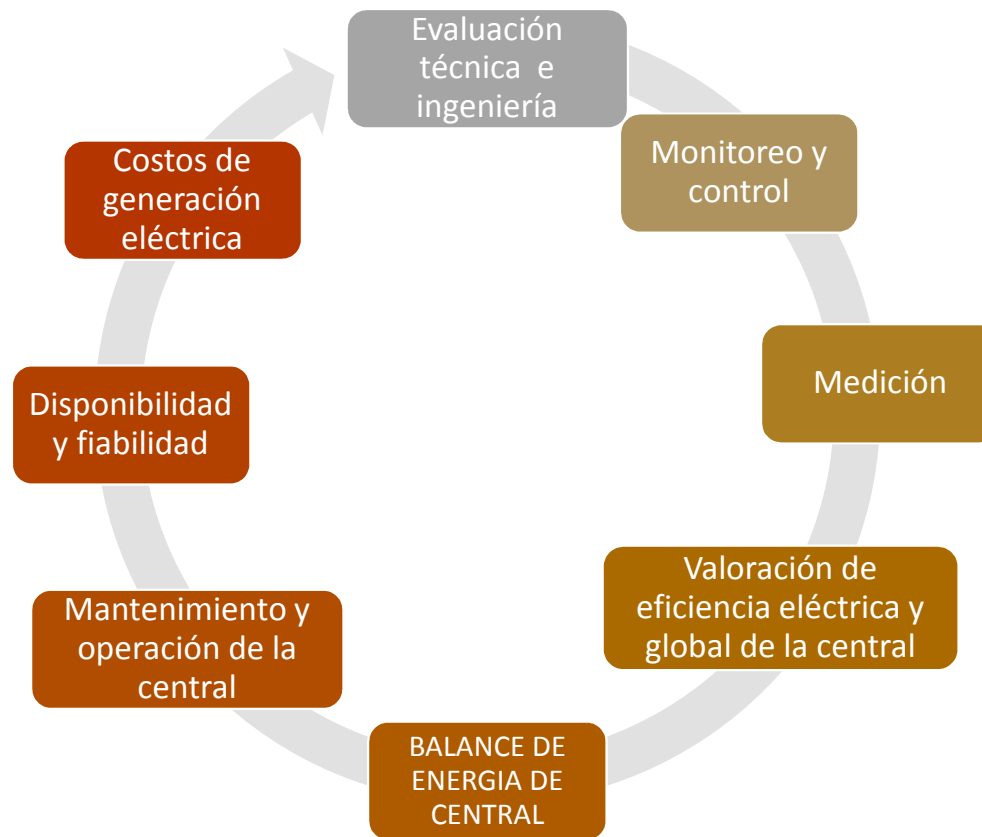 Evaluación
técnica e
ingeniería
Monitoreo y
control
Medición
Valoración de
eficiencia eléctrica y
global de la central
BALANCE DE
ENERGIA DE
CENTRAL
Mantenimiento y
operación de la
central
Disponibilidad
y fiabilidad
Costos de
generación
eléctrica